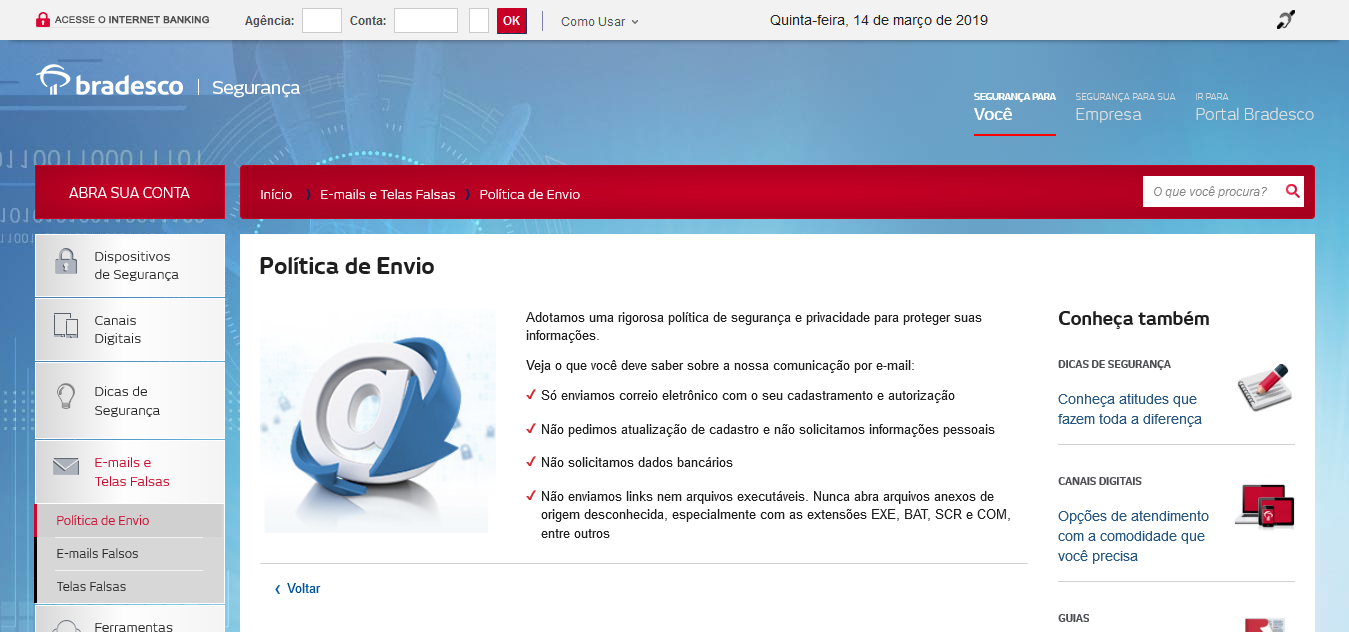 ACESSE O INTERNET BANKING
Agência:
Conta:
OK
Como Usar
Quinta-feira, 14 de março de 2019
bradesco | Segurança
SEGURANÇA PARA
Você
SEGURANÇA PARA SUA
Empresa
IR PARA
Portal Bradesco
ABRA SUA CONTA
Início
E-mails e Telas Falsas
Política de Envio
O que você procura?
Dispositivos
de Segurança
Canais
Digitais
Dicas de
Segurança
E-mails e
Telas Falsas
Política de Envio
E-mails Falsos
Telas Falsas
Ferramentas
Política de Envio
Adotamos uma rigorosa política de segurança e privacidade para proteger suas
informações.
Veja o que você deve saber sobre a nossa comunicação por e-mail:
Só enviamos correio eletrônico com o seu cadastramento e autorização
Não pedimos atualização de cadastro e não solicitamos informações pessoais
Não solicitamos dados bancários
Não enviamos links nem arquivos executáveis. Nunca abra arquivos anexos de
origem desconhecida, especialmente com as extensões EXE, BAT, SCR e COM,
entre outros
‹ Voltar
Conheça também
DICAS DE SEGURANÇA
Conheça atitudes que
fazem toda a diferença
CANAIS DIGITAIS
Opções de atendimento
com a comodidade que
você precisa
GUIAS